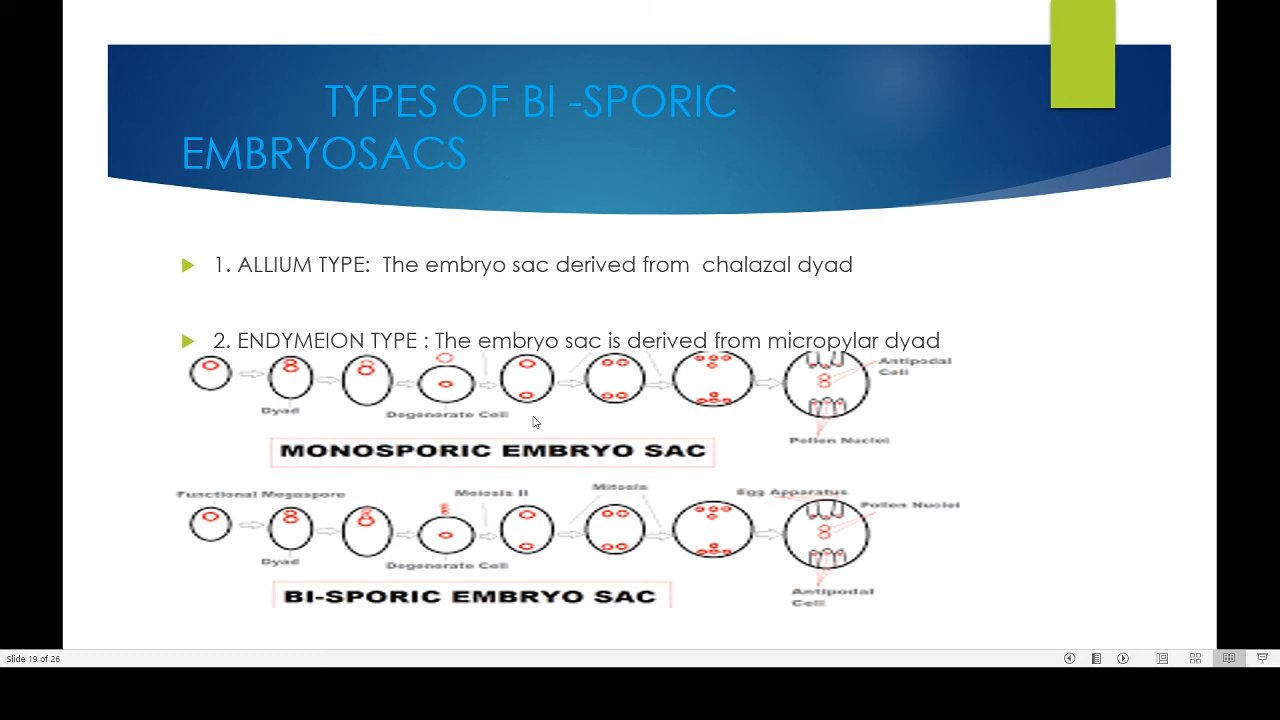 TYPES OF BI -SPORIC
EMBRYOSACS
1. ALLIUM TYPE: The embryo sac derived from chalazal dyad
2. ENDYMEION TYPE : The embryo sac is derived from micropylar dyad
Antipodal
Cell
Dyad
Degenerate Cell
Pollen Nuclei
MONOSPORIC EMBRYO SAC
Functional Megaspore
Meiosis II
Mitosis
Egg Apparatus
Pollen Nuclei
Dyad
Degenerate Cell
Antipodal
Cell
BI-SPORIC EMBRYO SAC
Slide 19 of 26